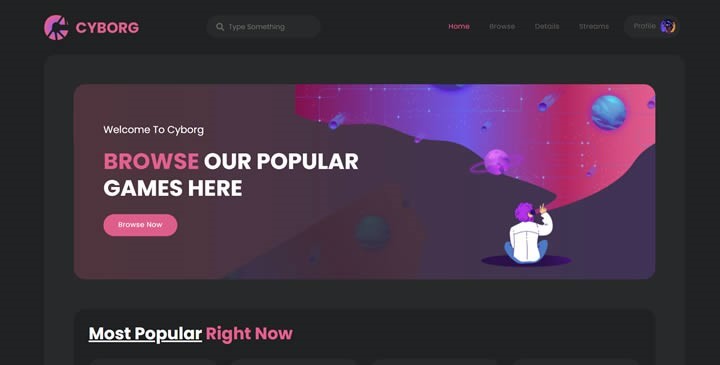 CYBORG
Type Something
Home
Browse
Details
Streams
Profile
Welcome To Cyborg
BROWSE OUR POPULAR
GAMES HERE
Browse Now
Most Popular Right Now